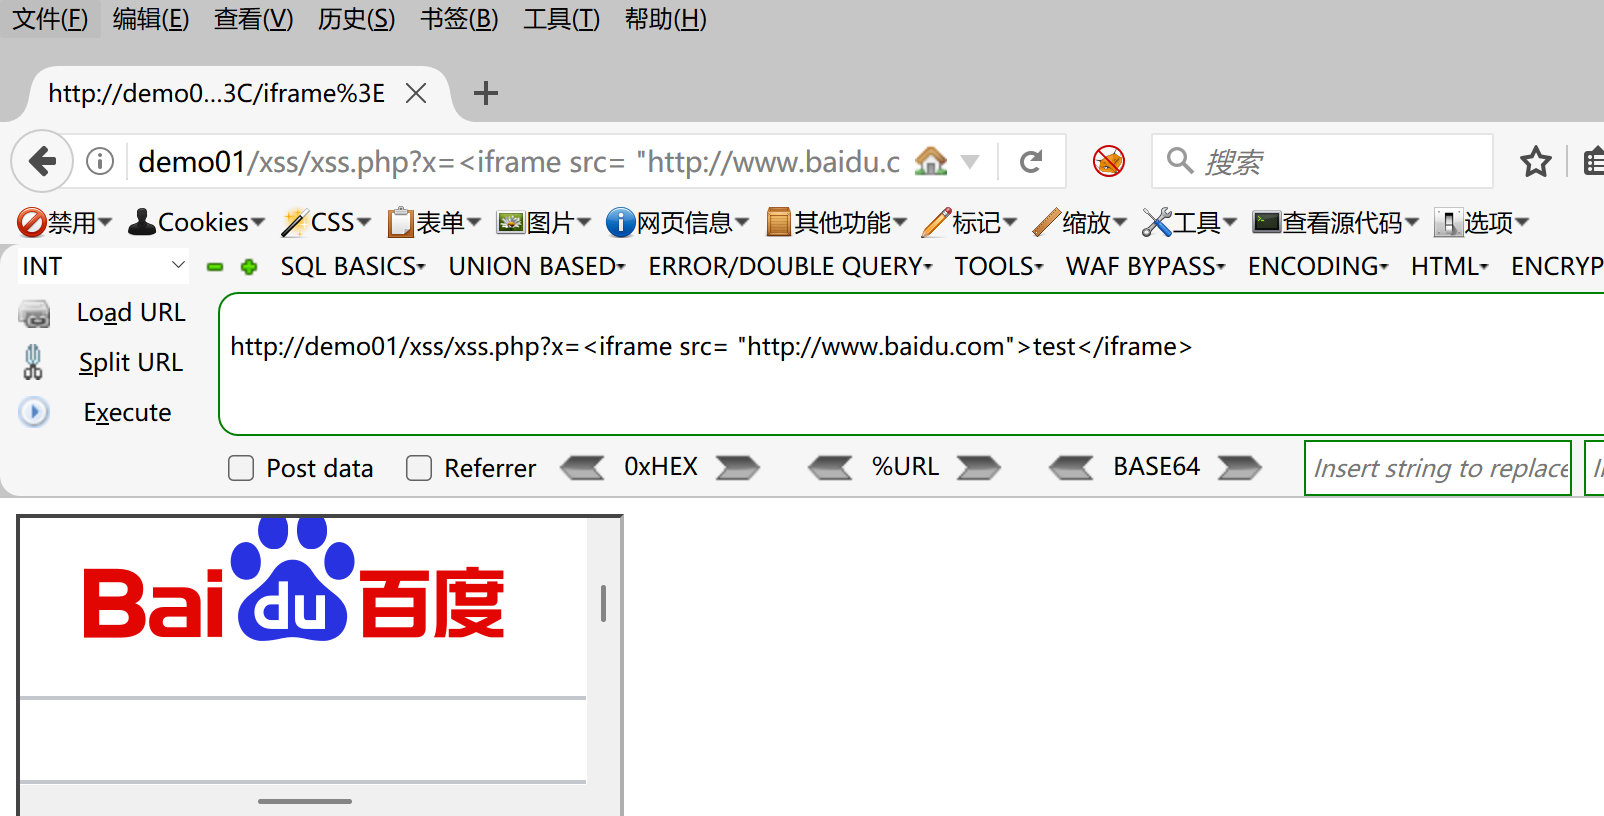 文件(F) 编辑(E) 查看(V) 历史(S) 书签(B) 工具(T) 帮助(H)
http://demo0...3C/iframe%3E
demo01/xss/xss.php?x=<iframe src= "http://www.baidu.c 搜索
禁用 Cookies CSS 表单 图片 网页信息 其他功能 标记 缩放 工具 查看源代码 选项
INT SQL BASICS UNION BASED ERROR/DOUBLE QUERY TOOLS WAF BYPASS ENCODING HTML ENCRYP
Load URL
http://demo01/xss/xss.php?x=<iframe src= "http://www.baidu.com">test</iframe>
Split URL
Execute
Post data Referrer 0xHEX %URL BASE64 Insert string to replace
Bai du 百度